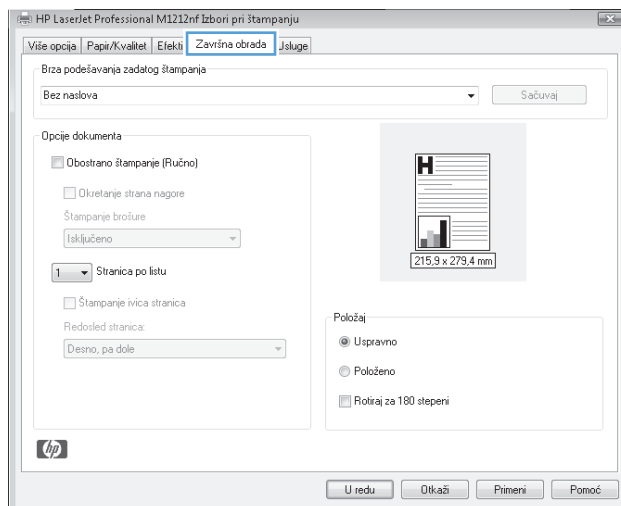 HP LaserJet Professional M1212nf Izbori pri štampanju
Više opcija Papir/Kvalitet Efekti Završna obrada Usluge
Brza podešavanja zadatog štampanja
Bez naslova Sačuvaj
Opcije dokumenta
Obostrano štampanje (Ručno)
Okretanje strana nagore
Štampanje brošure
Isključeno
1 Stranica po listu
Štampanje ivica stranica
Redosled stranica:
Desno, pa dole
H
215,9 x 279,4 mm
Položaj
Uspravno
Položeno
Rotiraj za 180 stepeni
hp
U redu Otkaži Primeni Pomoć